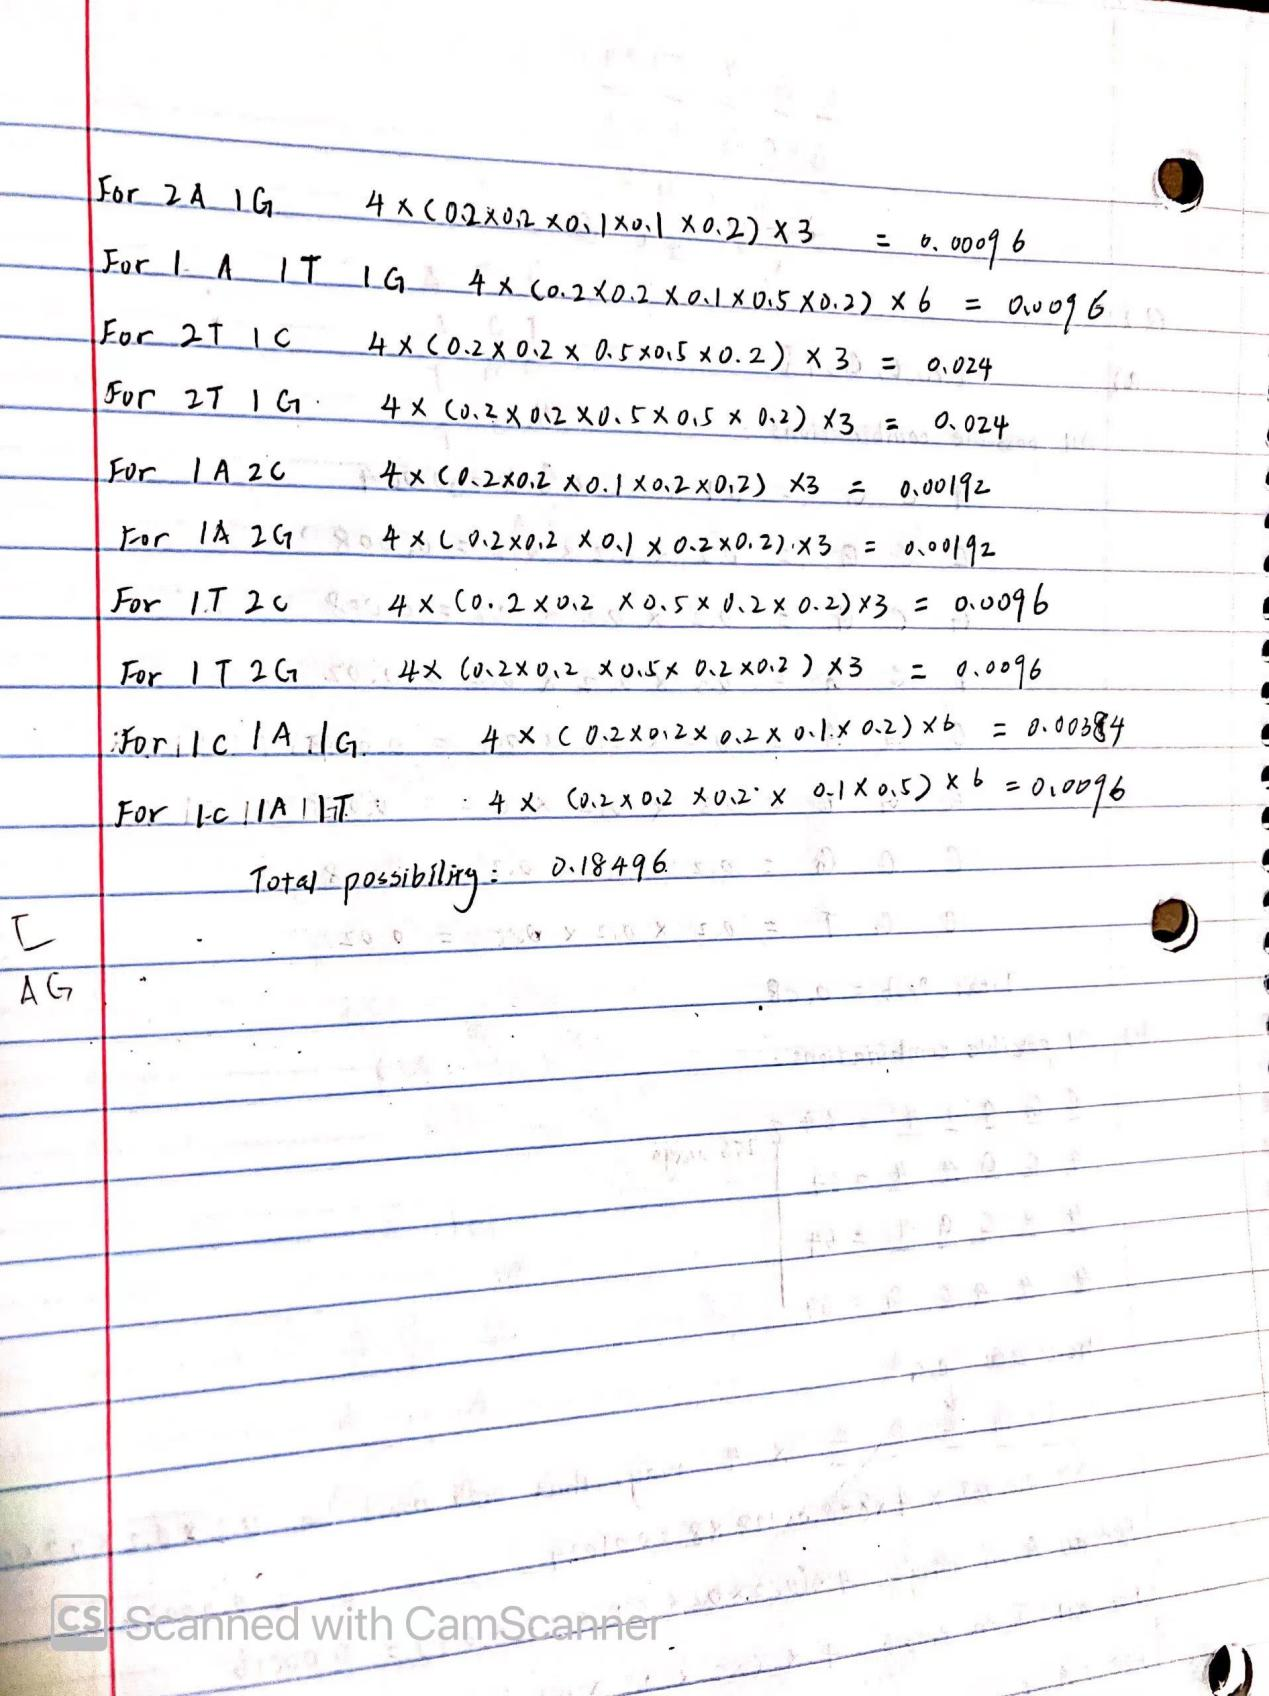 For 2A 1G 4 × (0.2×0.2 ×0.1×0.1 ×0.2) × 3 = 0.00096
For 1 A 1T 1G 4 × (0.2×0.2×0.1×0.5×0.2) × 6 = 0.0096
For 2T 1C 4 × (0.2×0.2× 0.5×0.5×0.2) × 3 = 0.024
For 2T 1G. 4× (0.2×0.2×0.5×0.5 × 0.2) ×3 = 0.024
For 1A 2C 4× (0.2×0.2 ×0.1×0.2×0.2) ×3 = 0.00192
For 1A 2G 4 × (0.2×0.2 ×0.1 × 0.2×0.2).×3 = 0.00192
For 1.T 2C 4× (0.2×0.2 ×0.5× 0.2× 0.2)×3 = 0.0096
For 1T 2G 4× (0.2×0.2 ×0.5× 0.2×0.2) ×3 = 0.0096
For 1C 1A 1G 4 × (0.2×0.2× 0.2× 0.1× 0.2)×6 = 0.00384
For 1C 1A 1T 4 × (0.2×0.2 ×0.2 × 0.1×0.5) × 6 = 0.0096
Total possibility: 0.18496
AG
CS Scanned with CamScanner